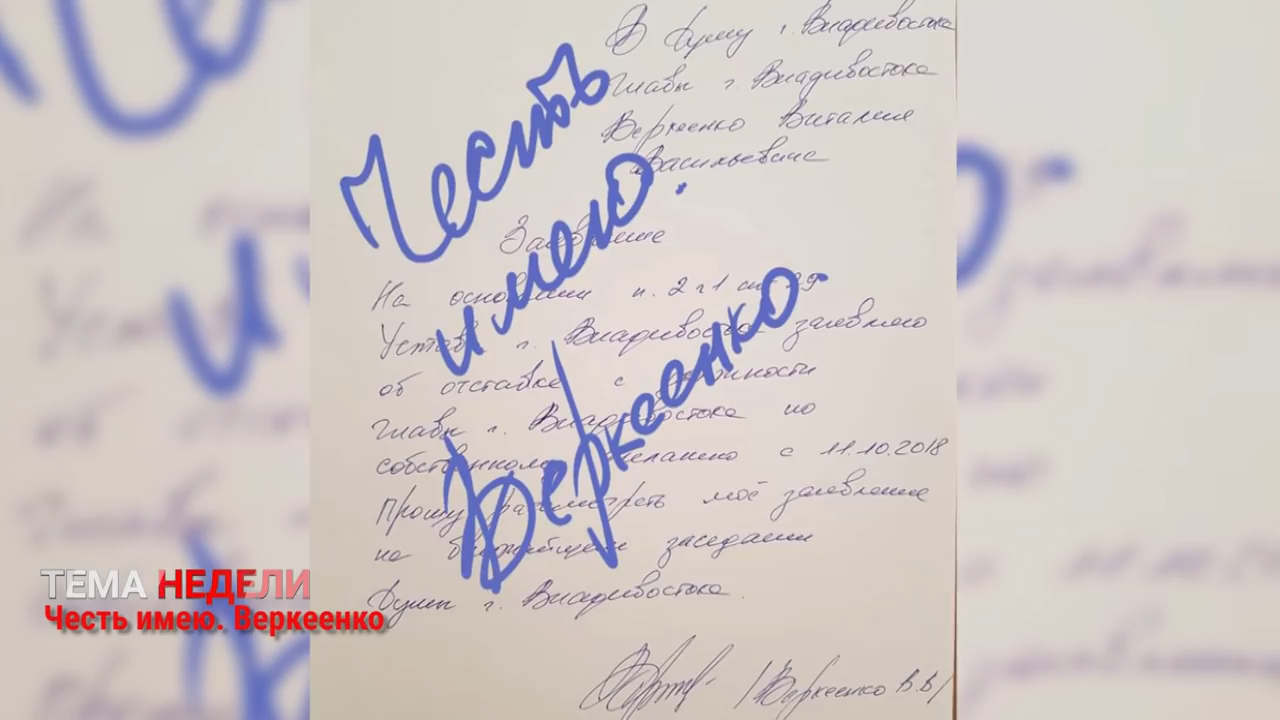 В Думу г. Владивостока
Главы г. Владивостока
Веркеенко Виталия
Васильевича
Заявление
На основании п. 2 ч 1 ст 29
Устава г. Владивостока заявляю
об отставке с должности
главы г. Владивостока по
собственному желанию с 11.10.2018
Прошу рассмотреть моё заявление
на ближайщем заседании
Думы г. Владивостока.
/Веркеенко В.В/
Честь
имею.
Веркеенко.
ТЕМА НЕДЕЛИ
Честь имею. Веркеенко